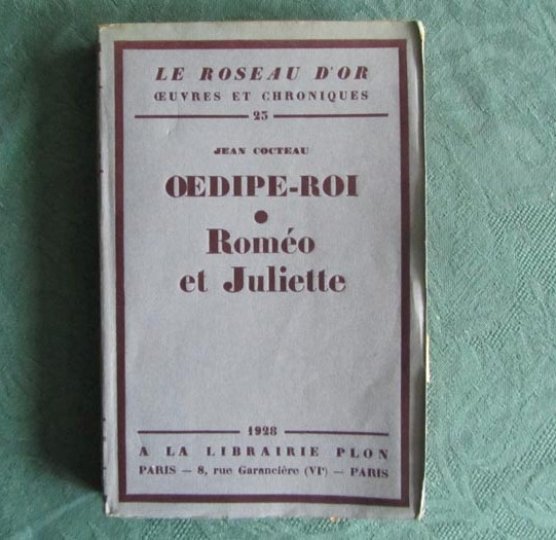 LE ROSEAU D'OR
ŒUVRES ET CHRONIQUES
25
JEAN COCTEAU
ŒDIPE-ROI
•
Roméo
et Juliette
1928
A LA LIBRAIRIE PLON
PARIS — 8, rue Garancière (VIᵉ) — PARIS